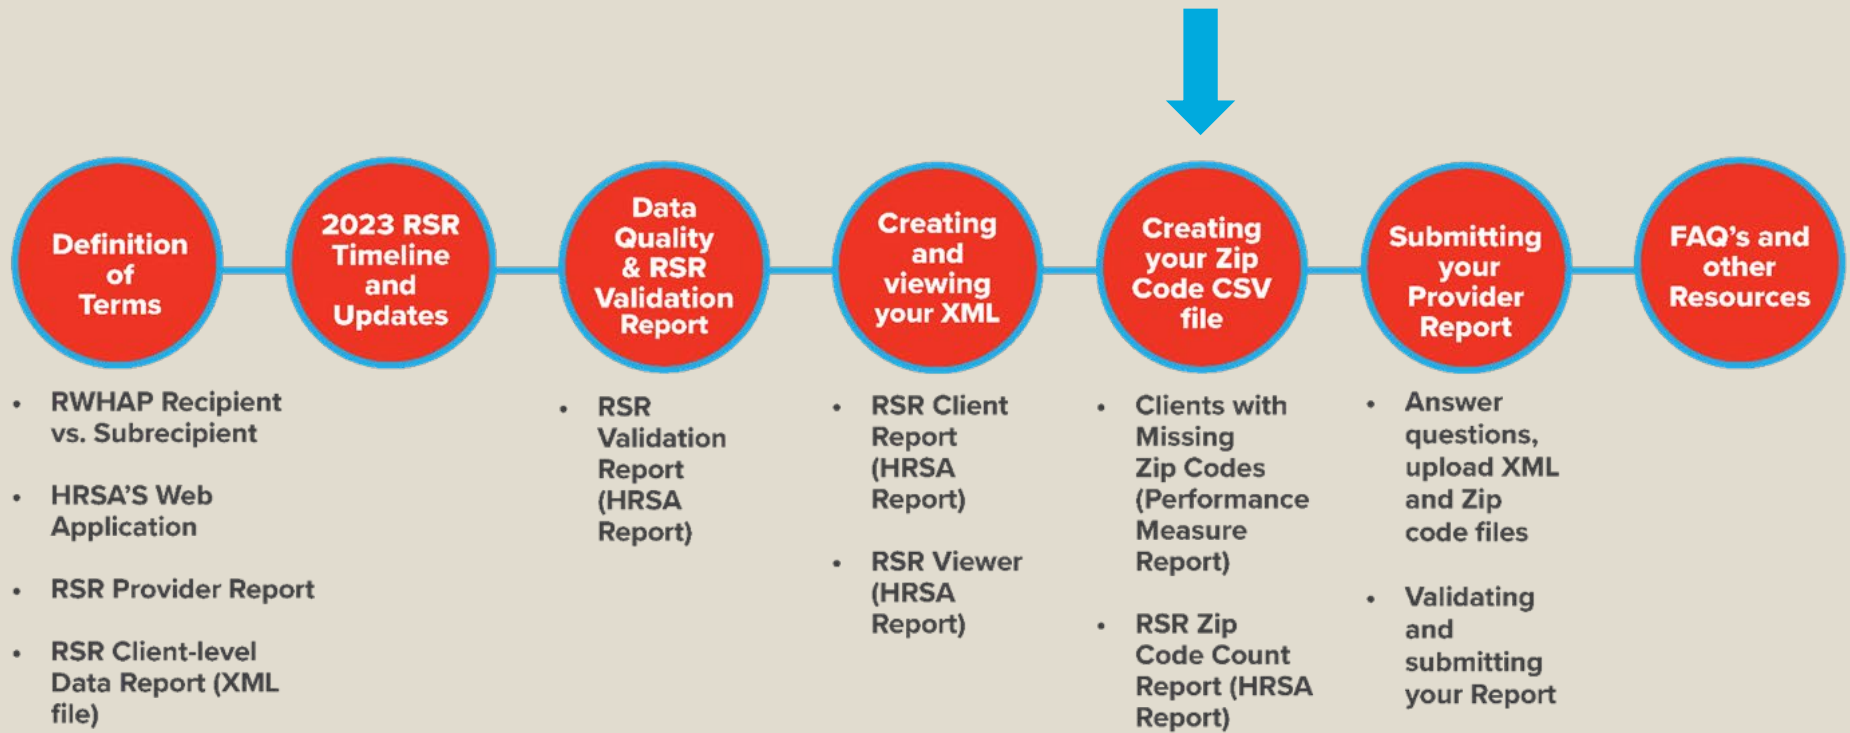 Definition
of
Terms
2023 RSR
Timeline
and
Updates
Data
Quality
& RSR
Validation
Report
Creating
and
viewing
your XML
Creating
your Zip
Code CSV
file
Submitting
your
Provider
Report
FAQ's and
other
Resources
• RWHAP Recipient
vs. Subrecipient
• HRSA'S Web
Application
• RSR Provider Report
• RSR Client-level
Data Report (XML
file)
• RSR
Validation
Report
(HRSA
Report)
• RSR Client
Report
(HRSA
Report)
• RSR Viewer
(HRSA
Report)
• Clients with
Missing
Zip Codes
(Performance
Measure
Report)
• RSR Zip
Code Count
Report (HRSA
Report)
• Answer
questions,
upload XML
and Zip
code files
• Validating
and
submitting
your Report